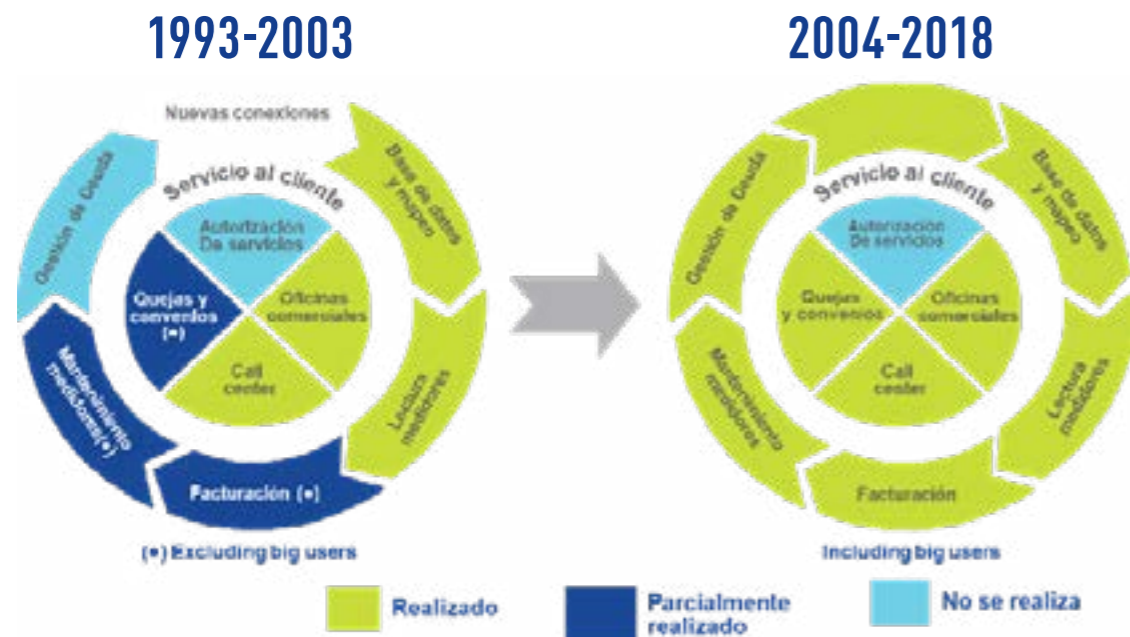 1993-2003
2004-2018
Nuevas conexiones
Gestión de Deuda
Base de datos
y mapeo
Servicio al cliente
Autorización
De servicios
Quejas y
convenios
(•)
Oficinas
comerciales
Call
center
Mantenimiento
medidores(•)
Lectura
medidores
Facturación (•)
(•) Excluding big users
Gestión de Deuda
Base de datos
y mapeo
Servicio al cliente
Autorización
De servicios
Quejas
y convenios
Oficinas
comerciales
Call
center
Mantenimiento
medidores
Lectura
medidores
Facturación
Including big users
Realizado
Parcialmente
realizado
No se realiza